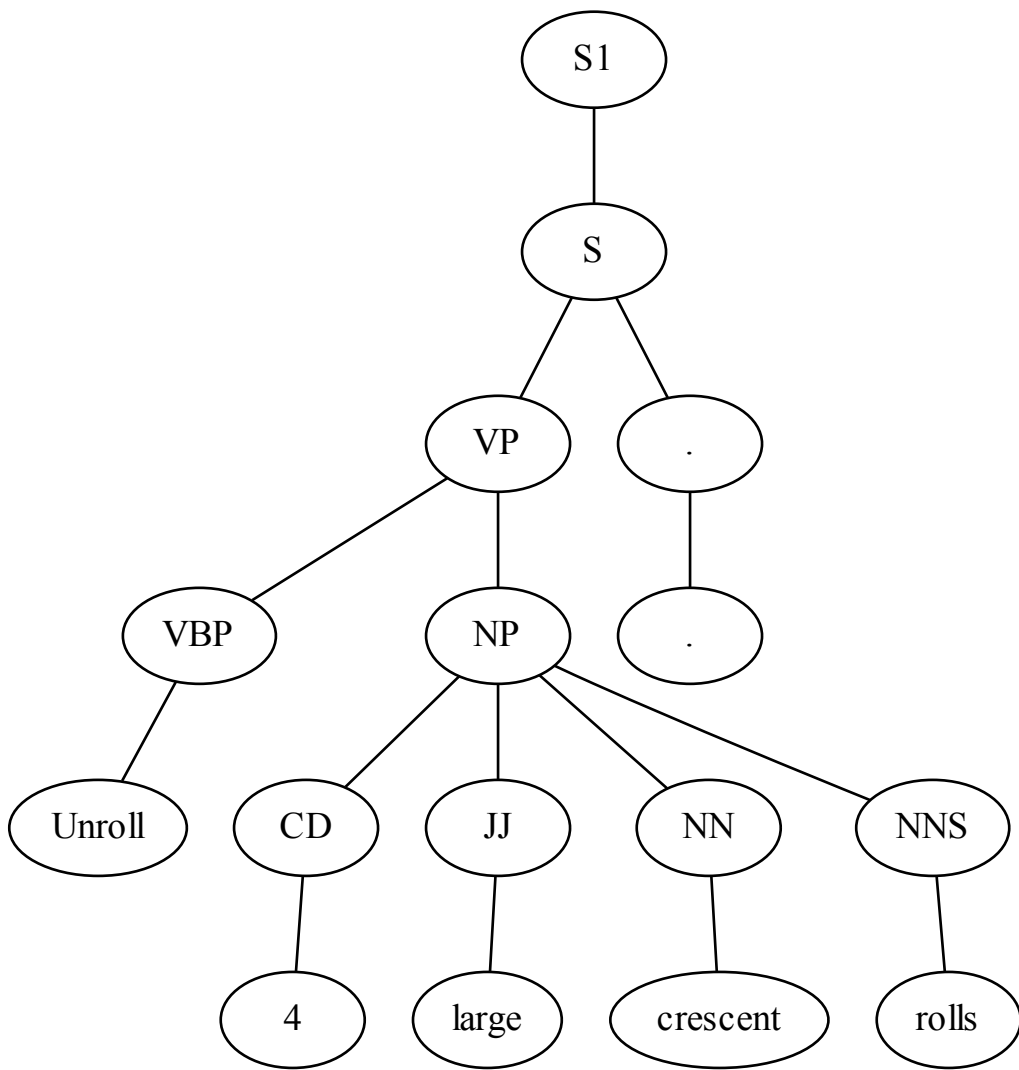 S1
S
VP .
VBP NP .
Unroll CD JJ NN NNS
4 large crescent rolls